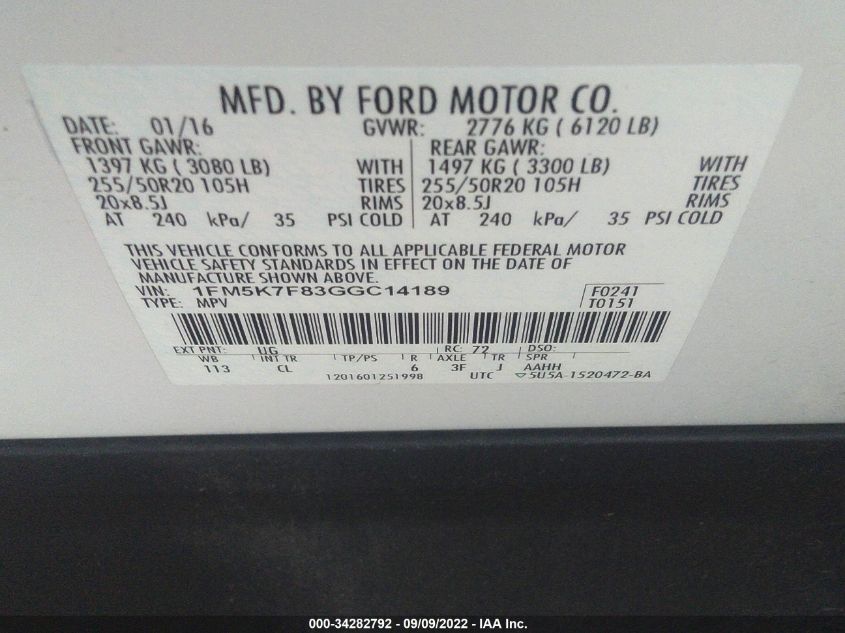 MFD. BY FORD MOTOR CO.
DATE: 01/16 GVWR: 2776 KG ( 6120 LB)
FRONT GAWR: REAR GAWR:
1397 KG ( 3080 LB) WITH 1497 KG ( 3300 LB) WITH
255/50R20 105H TIRES 255/50R20 105H TIRES
20x8.5J RIMS 20x8.5J RIMS
AT 240 kPa/ 35 PSI COLD AT 240 kPa/ 35 PSI COLD
THIS VEHICLE CONFORMS TO ALL APPLICABLE FEDERAL MOTOR
VEHICLE SAFETY STANDARDS IN EFFECT ON THE DATE OF
MANUFACTURE SHOWN ABOVE.
VIN: 1FM5K7F83GGC14189 F0241
TYPE: MPV T0151
EXT PNT: UG RC: 72 DSO:
WB INT TR TP/PS R AXLE TR SPR
113 CL 6 3F J AAHH
1201601251998 UTC ▽5U5A-1520472-BA
000-34282792 - 09/09/2022 - IAA Inc.